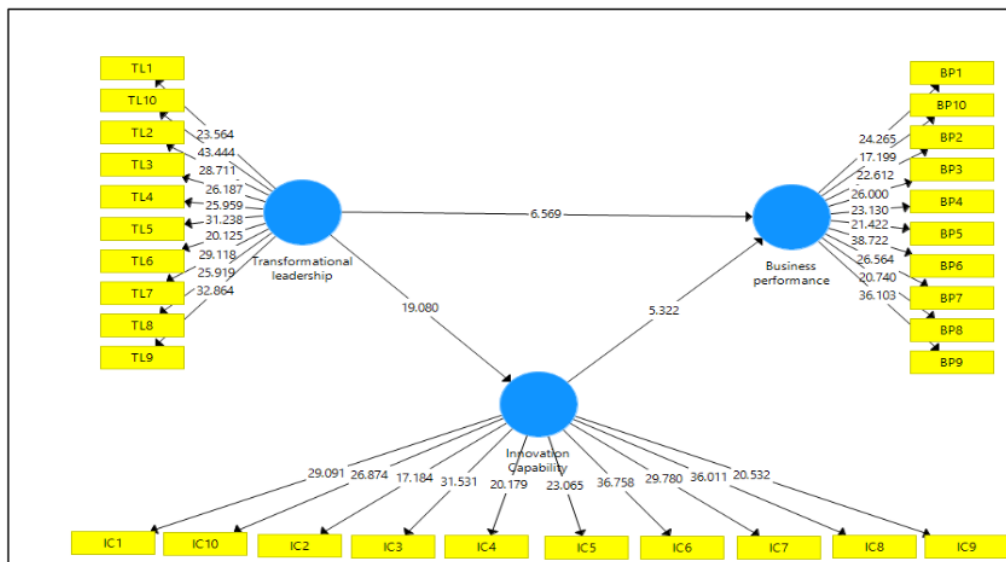 TL1
TL10
TL2
TL3
TL4
TL5
TL6
TL7
TL8
TL9
23.564
43.444
28.711
26.187
25.959
31.238
20.125
29.118
25.919
32.864
Transformational
leadership
6.569
19.080
5.322
Business
performance
24.265
17.199
22.612
26.000
23.130
21.422
38.722
26.564
20.740
36.103
BP1
BP10
BP2
BP3
BP4
BP5
BP6
BP7
BP8
BP9
Innovation
Capability
29.091
26.874
17.184
31.531
20.179
23.065
36.758
29.780
36.011
20.532
IC1
IC10
IC2
IC3
IC4
IC5
IC6
IC7
IC8
IC9